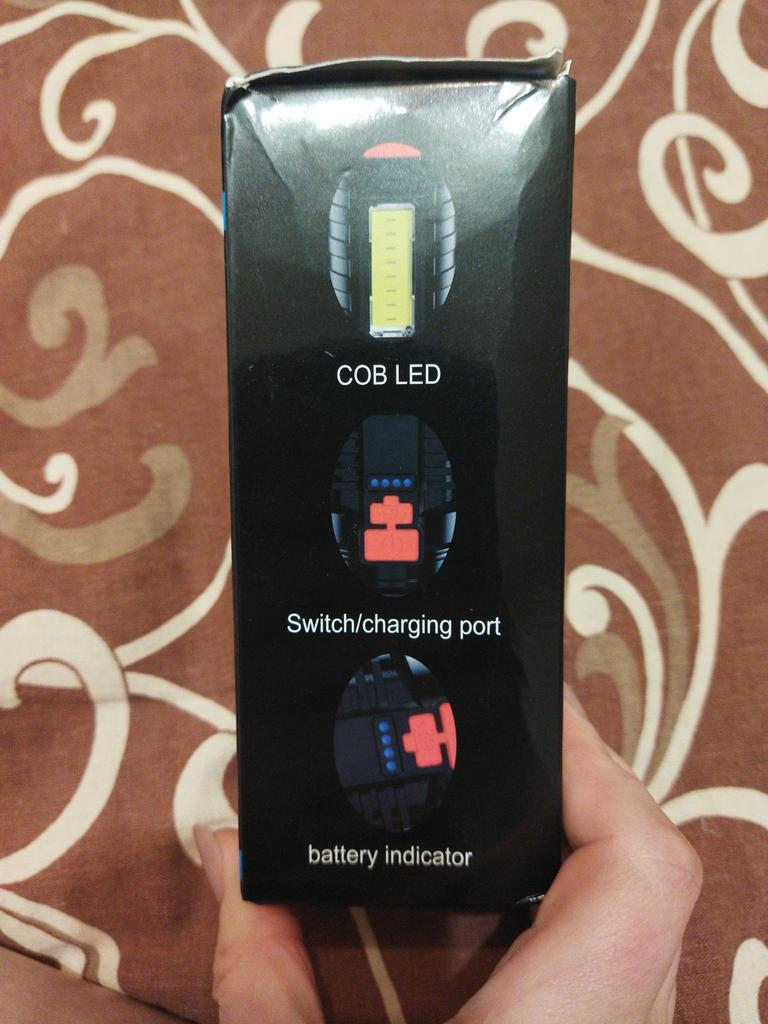 COB LED
Switch/charging port
battery indicator